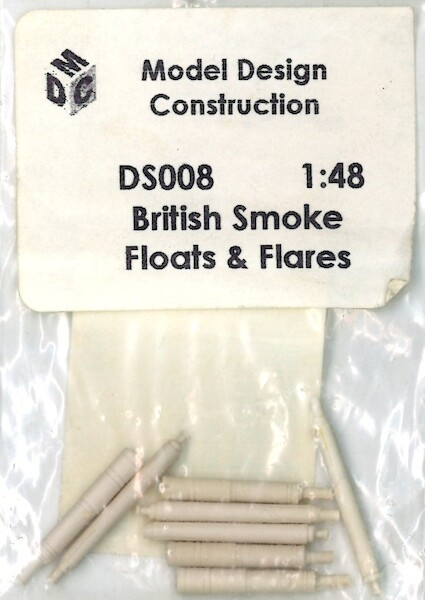 MDC
Model Design
Construction
DS008 1:48
British Smoke
Floats & Flares